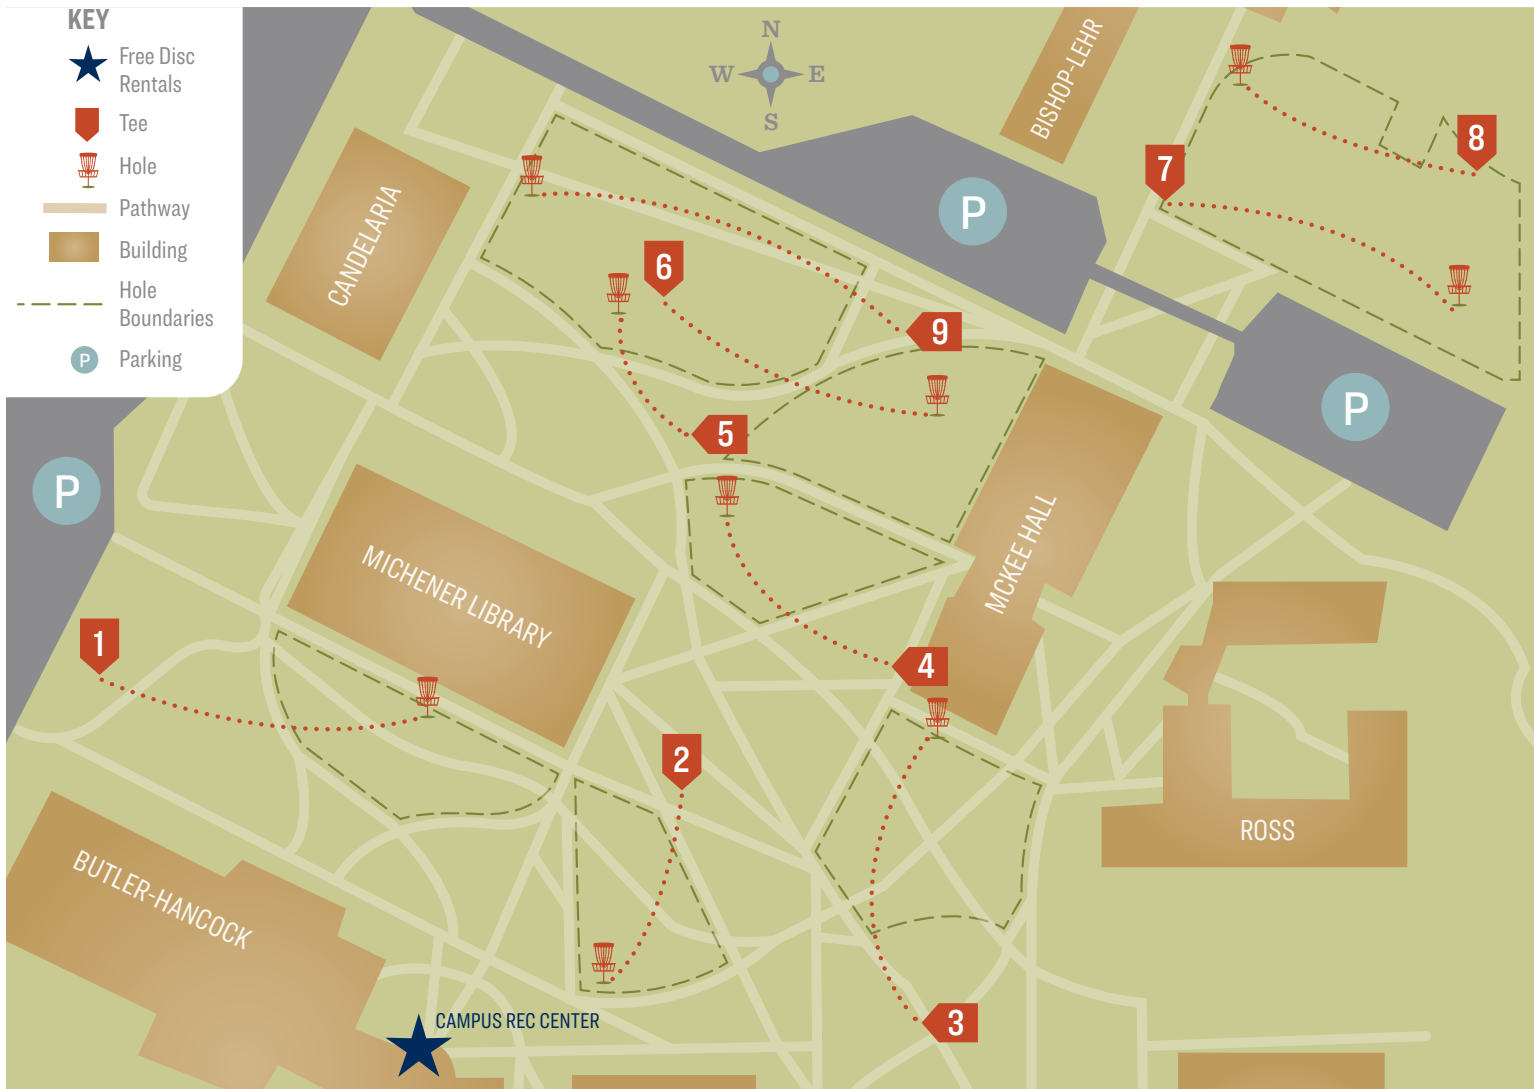 KEY
Free Disc
Rentals
Tee
Hole
Pathway
Building
Hole
Boundaries
P
Parking
N
W
E
S
BISHOP-LEHR
8
7
P
CANDELARIA
6
9
P
5
P
MCKEE HALL
MICHENER LIBRARY
1
4
2
ROSS
BUTLER-HANCOCK
CAMPUS REC CENTER
3